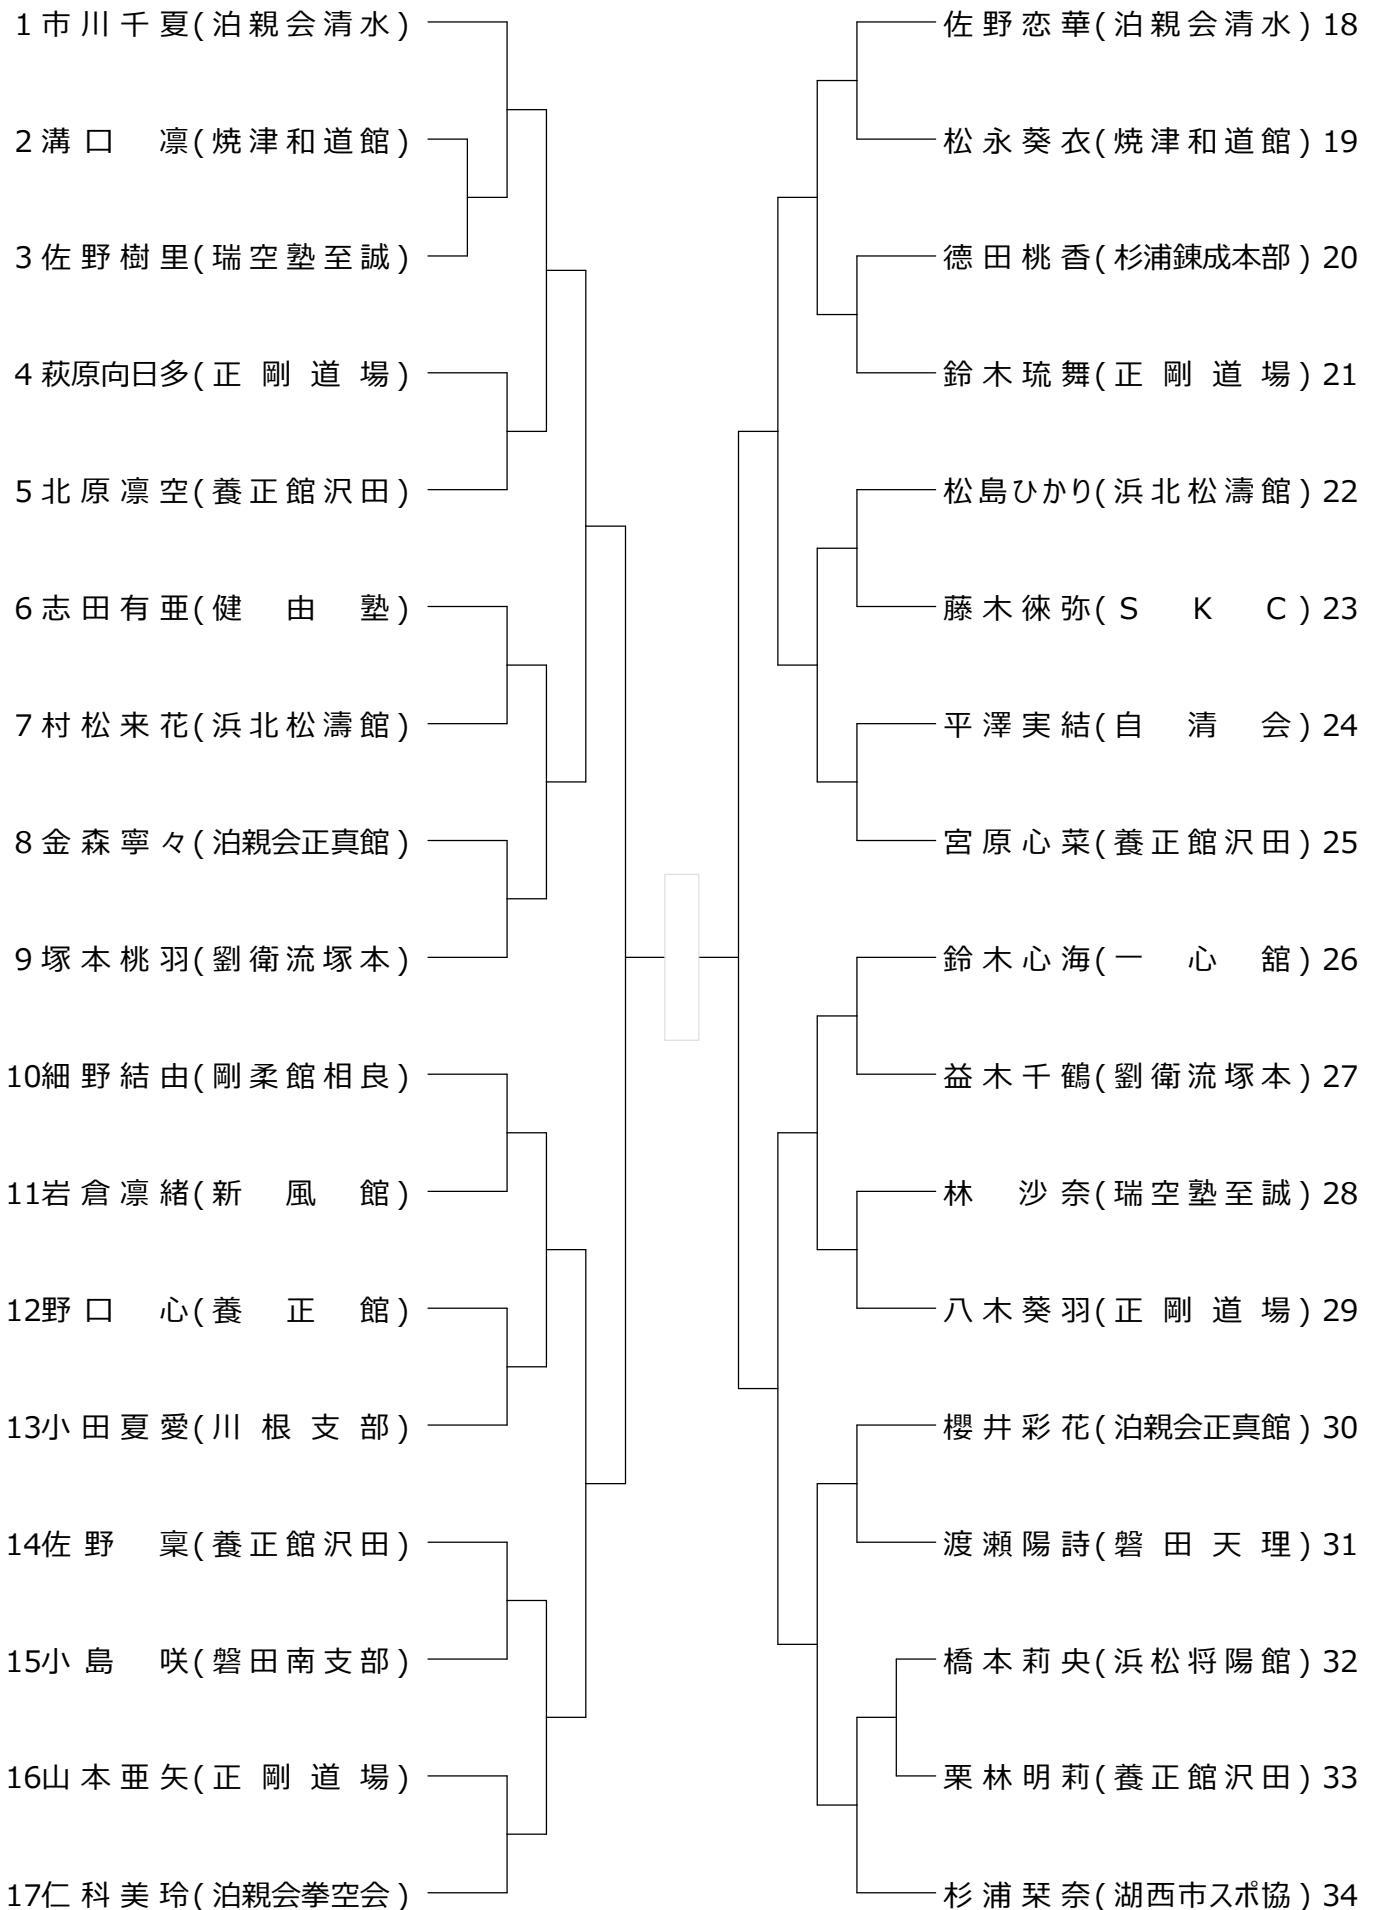 1 市川千夏(泊親会清水)
2 溝口 凛(焼津和道館)
3 佐野樹里(瑞空塾至誠)
4 萩原向日多(正剛道場)
5 北原凛空(養正館沢田)
6 志田有亜(健由塾)
7 村松来花(浜北松濤館)
8 金森寧々(泊親会正真館)
9 塚本桃羽(劉衛流塚本)
10細野結由(剛柔館相良)
11岩倉凛緒(新風館)
12野口 心(養正館)
13小田夏愛(川根支部)
14佐野 稟(養正館沢田)
15小島 咲(磐田南支部)
16山本亜矢(正剛道場)
17仁科美玲(泊親会拳空会)
佐野恋華(泊親会清水) 18
松永葵衣(焼津和道館) 19
德田桃香(杉浦錬成本部) 20
鈴木琉舞(正剛道場) 21
松島ひかり(浜北松濤館) 22
藤木徠弥(SKC) 23
平澤実結(自清会) 24
宮原心菜(養正館沢田) 25
鈴木心海(一心舘) 26
益木千鶴(劉衛流塚本) 27
林 沙奈(瑞空塾至誠) 28
八木葵羽(正剛道場) 29
櫻井彩花(泊親会正真館) 30
渡瀬陽詩(磐田天理) 31
橋本莉央(浜松将陽館) 32
栗林明莉(養正館沢田) 33
杉浦栞奈(湖西市スポ協) 34